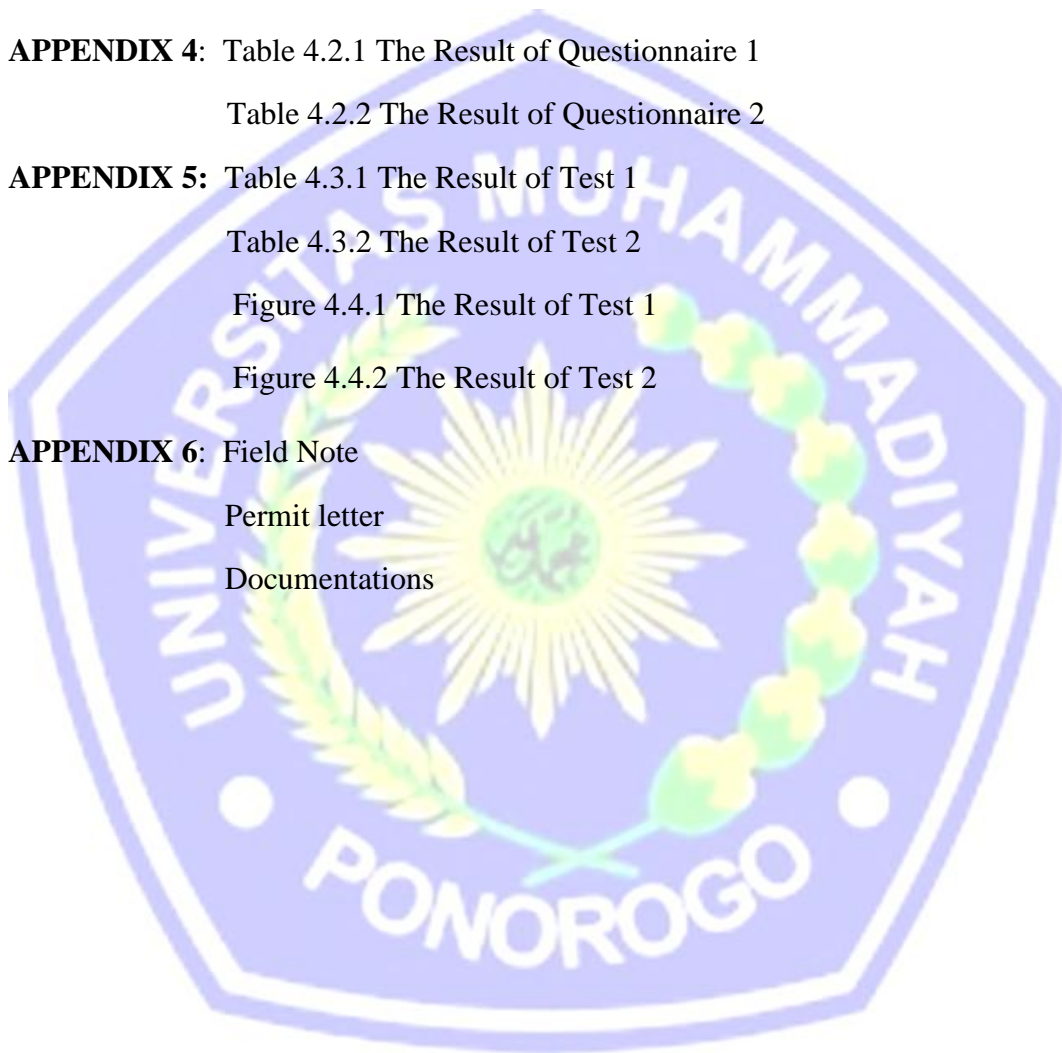 APPENDIX 4: Table 4.2.1 The Result of Questionnaire 1
Table 4.2.2 The Result of Questionnaire 2
APPENDIX 5: Table 4.3.1 The Result of Test 1
Table 4.3.2 The Result of Test 2
Figure 4.4.1 The Result of Test 1
Figure 4.4.2 The Result of Test 2
APPENDIX 6: Field Note
Permit letter
Documentations
UNIVERSITAS MUHAMMADIYAH
PONOROGO